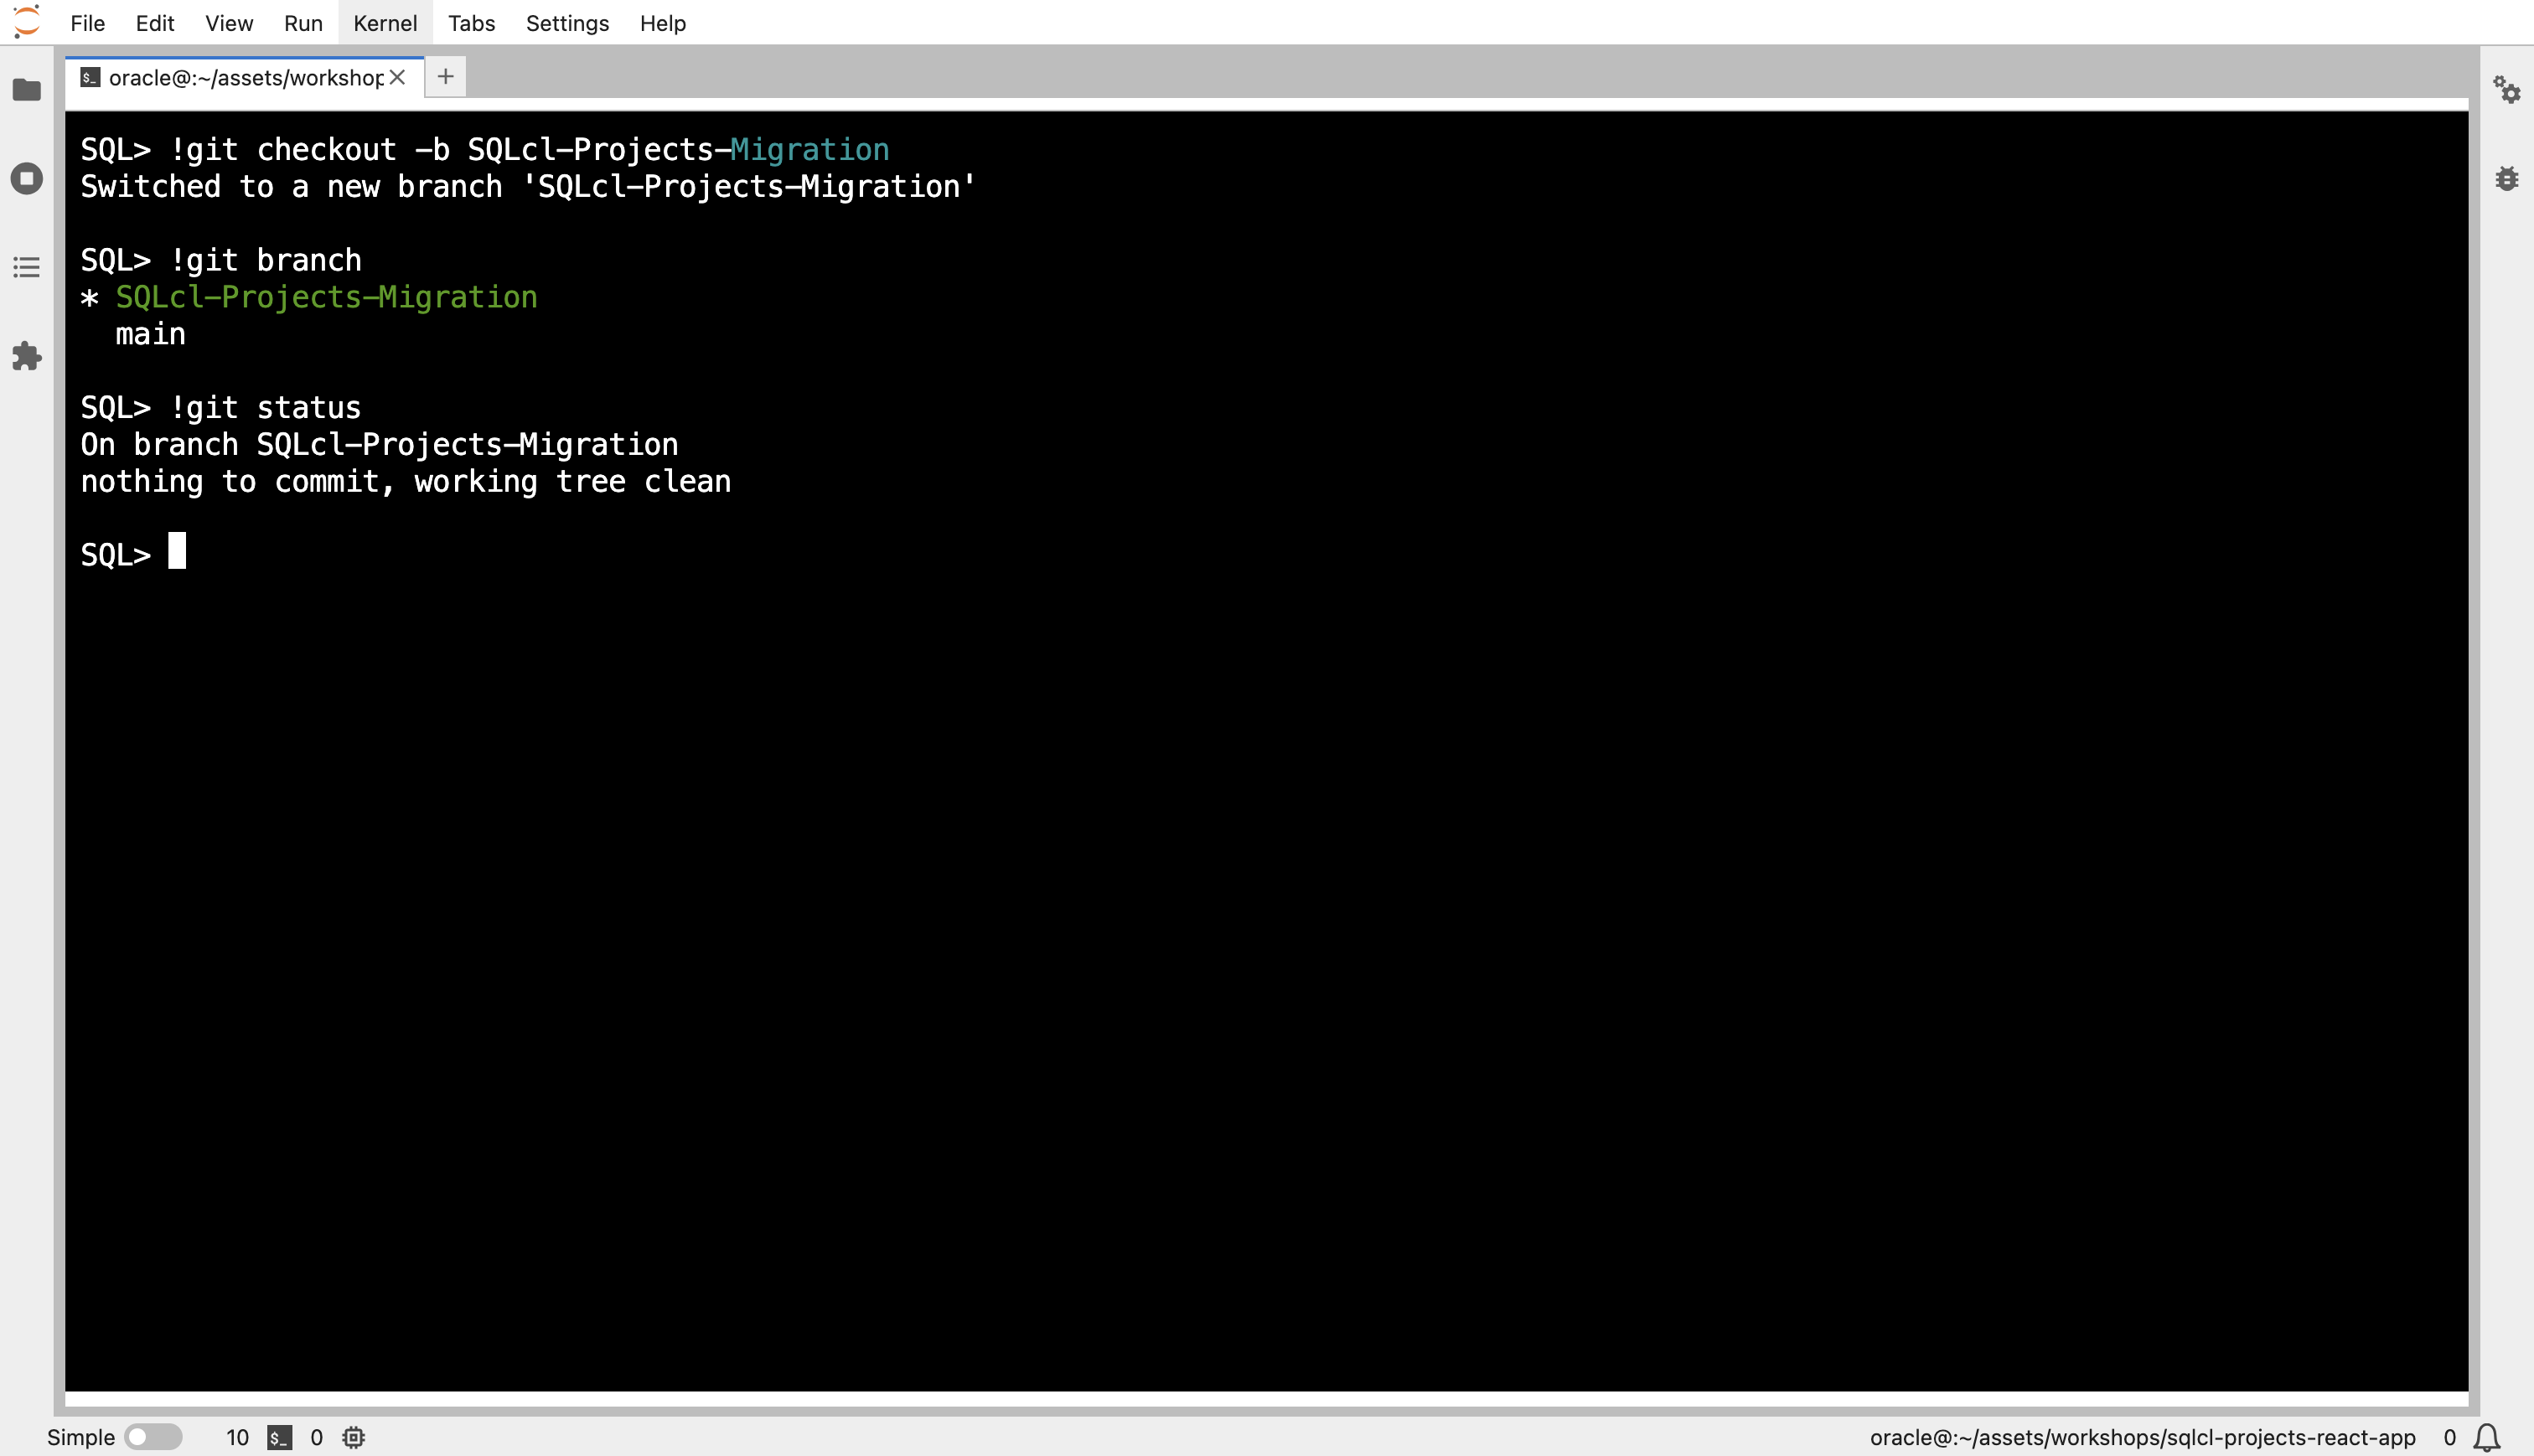 File Edit View Run Kernel Tabs Settings Help
$_ oracle@:~/assets/workshop
SQL> !git checkout -b SQLcl-Projects-Migration
Switched to a new branch 'SQLcl-Projects-Migration'
SQL> !git branch
* SQLcl-Projects-Migration
main
SQL> !git status
On branch SQLcl-Projects-Migration
nothing to commit, working tree clean
SQL>
Simple 10 $_ 0 oracle@:~/assets/workshops/sqlcl-projects-react-app 0